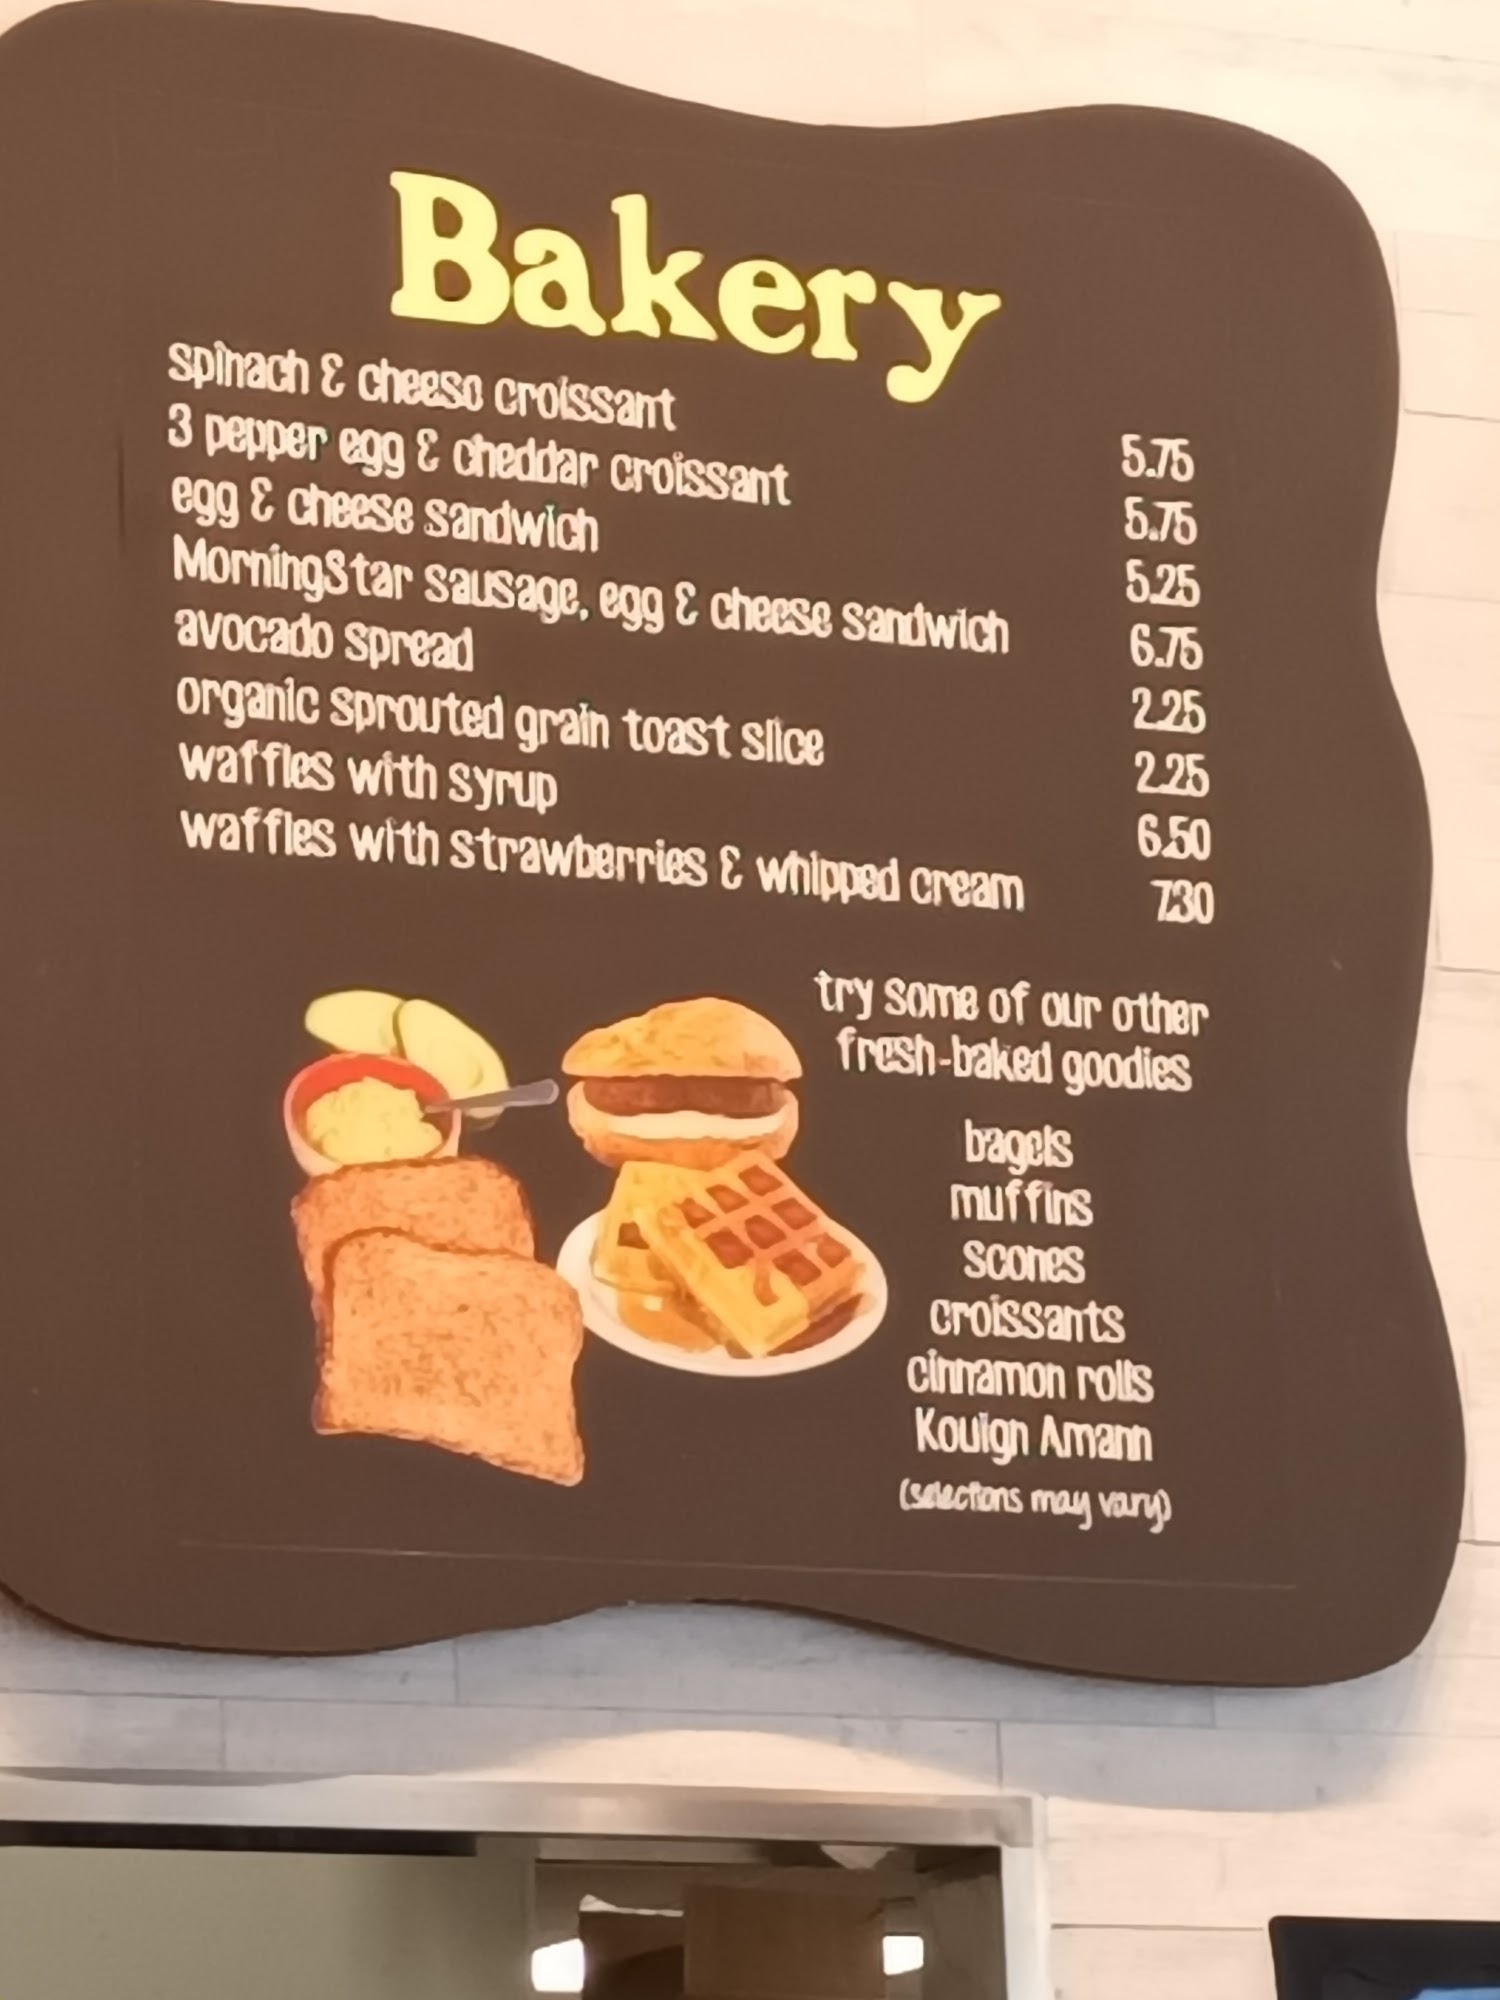 Bakery
spinach & cheese croissant 5.75
3 pepper egg & cheddar croissant 5.75
egg & cheese sandwich 5.25
MorningStar sausage, egg & cheese sandwich 6.75
avocado spread 2.25
organic sprouted grain toast slice 2.25
waffles with syrup 6.50
waffles with strawberries & whipped cream 7.30
try some of our other
fresh-baked goodies
bagels
muffins
scones
croissants
cinnamon rolls
Kouign Amann
(selections may vary)